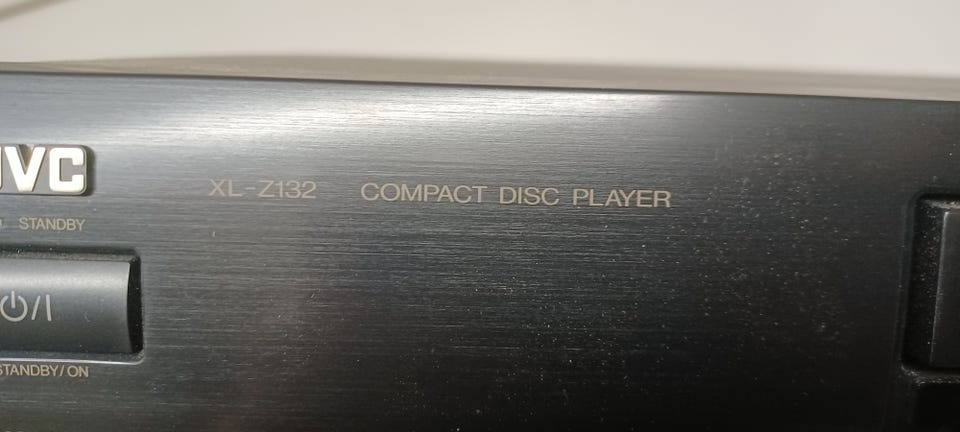 JVC
XL-Z132 COMPACT DISC PLAYER
STANDBY
⏻/I
STANDBY/ON